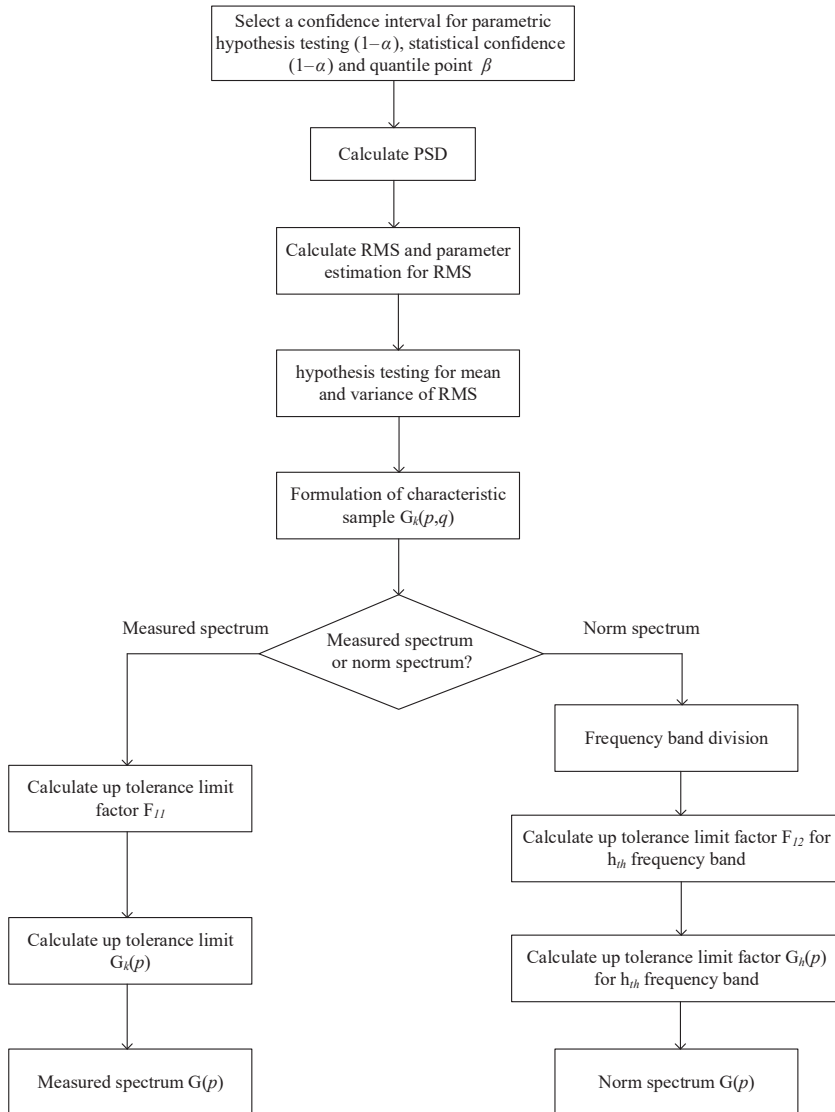 Select a confidence interval for parametric
hypothesis testing (1−α), statistical confidence
(1−α) and quantile point β
Calculate PSD
Calculate RMS and parameter
estimation for RMS
hypothesis testing for mean
and variance of RMS
Formulation of characteristic
sample Gk(p,q)
Measured spectrum
Norm spectrum
Measured spectrum
or norm spectrum?
Calculate up tolerance limit
factor F11
Calculate up tolerance limit
Gk(p)
Measured spectrum G(p)
Frequency band division
Calculate up tolerance limit factor F12 for
hth frequency band
Calculate up tolerance limit factor Gh(p)
for hth frequency band
Norm spectrum G(p)